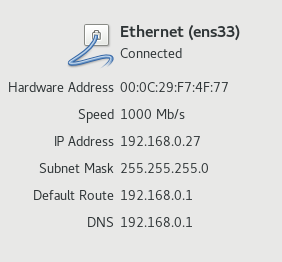 Ethernet (ens33)
Connected
Hardware Address 00:0C:29:F7:4F:77
Speed 1000 Mb/s
IP Address 192.168.0.27
Subnet Mask 255.255.255.0
Default Route 192.168.0.1
DNS 192.168.0.1